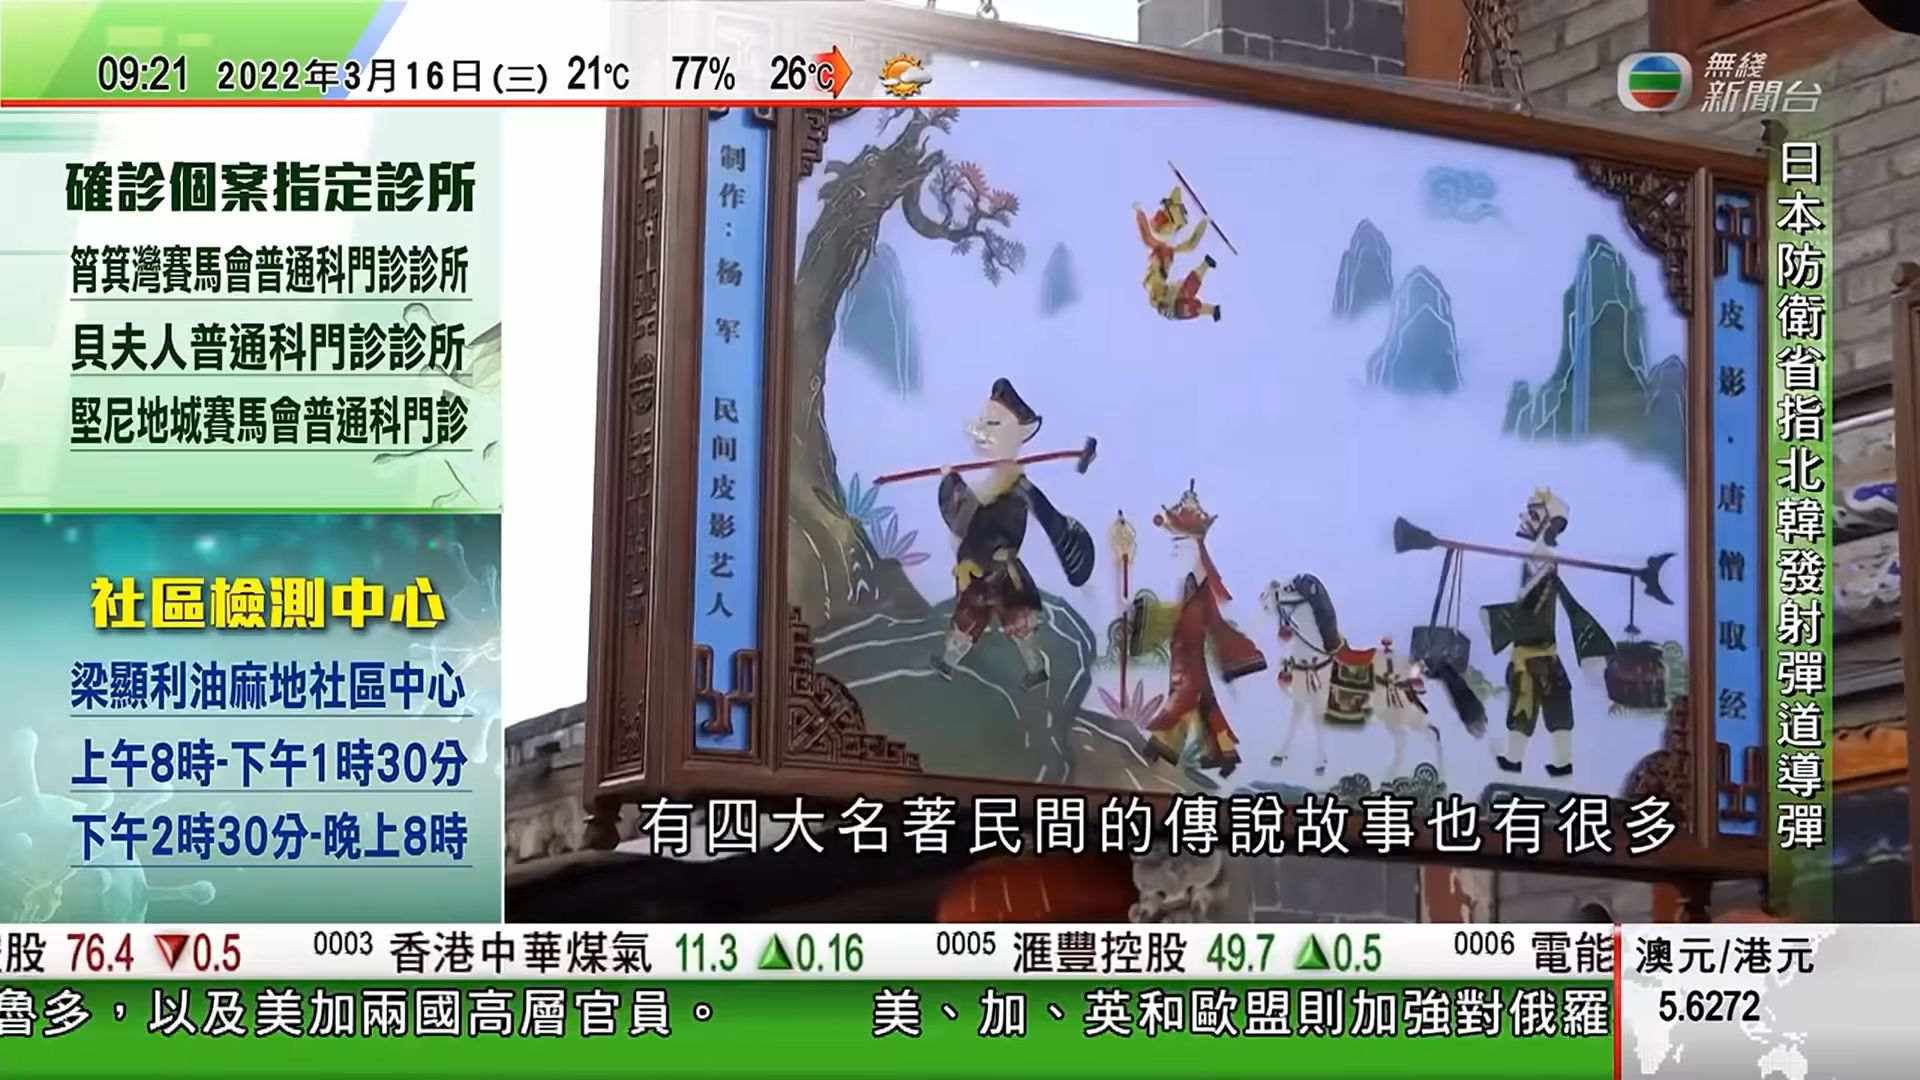 09:21 2022年3月16日(三) 21℃ 77% 26℃
無綫
新聞台
確診個案指定診所
筲箕灣賽馬會普通科門診診所
貝夫人普通科門診診所
堅尼地城賽馬會普通科門診
社區檢測中心
梁顯利油麻地社區中心
上午8時-下午1時30分
下午2時30分-晚上8時
制作：杨军 民间皮影艺人
皮影·唐僧取经
日本防衛省指北韓發射彈道導彈
有四大名著民間的傳說故事也有很多
股 76.4 ▼0.5 0003 香港中華煤氣 11.3 ▲0.16 0005 滙豐控股 49.7 ▲0.5 0006 電能
魯多，以及美加兩國高層官員。 美、加、英和歐盟則加強對俄羅
澳元/港元
5.6272